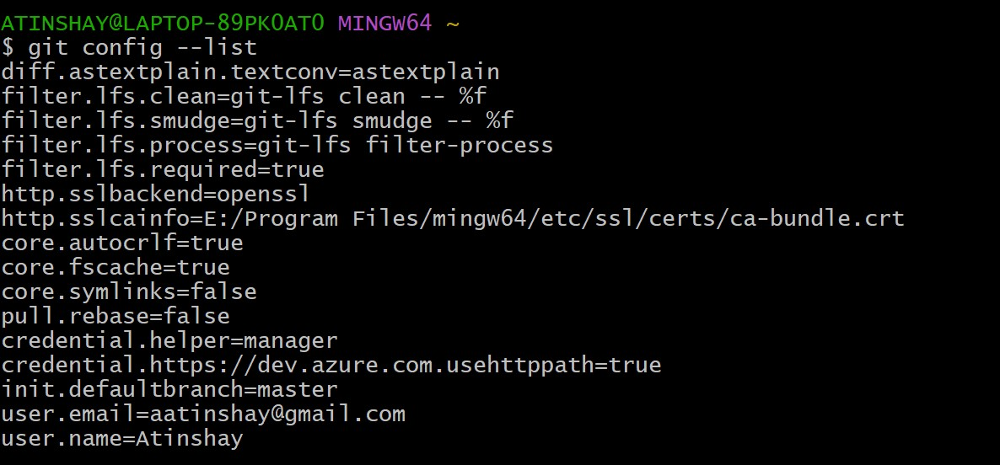 ATINSHAY@LAPTOP-89PK0AT0 MINGW64 ~
$ git config --list
diff.astextplain.textconv=astextplain
filter.lfs.clean=git-lfs clean -- %f
filter.lfs.smudge=git-lfs smudge -- %f
filter.lfs.process=git-lfs filter-process
filter.lfs.required=true
http.sslbackend=openssl
http.sslcainfo=E:/Program Files/mingw64/etc/ssl/certs/ca-bundle.crt
core.autocrlf=true
core.fscache=true
core.symlinks=false
pull.rebase=false
credential.helper=manager
credential.https://dev.azure.com.usehttppath=true
init.defaultbranch=master
user.email=aatinshay@gmail.com
user.name=Atinshay